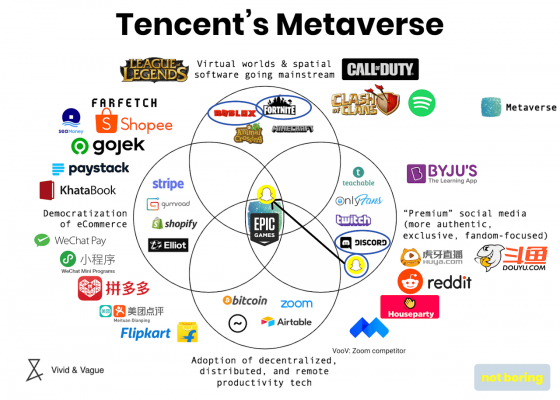 Tencent's Metaverse
LEAGUE OF LEGENDS
Virtual worlds & spatial
software going mainstream
CALL OF DUTY
FARFETCH
SEA Money
Shopee
gojek
paystack
KhataBook
ROBLOX
FORTNITE
Animal Crossing
MINECRAFT
CLASH OF CLANS
Metaverse
stripe
gumroad
shopify
Elliot
EPIC
GAMES
teachable
OnlyFans
twitch
DISCORD
BYJU'S
The Learning App
Democratization
of eCommerce
"Premium" social media
(more authentic,
exclusive, fandom-focused)
WeChat Pay
小程序
WeChat Mini Programs
拼多多
美团点评
Meituan Dianping
Flipkart
虎牙直播
HUYA.COM
斗鱼
DOUYU.COM
reddit
Houseparty
bitcoin
zoom
Airtable
VooV: Zoom competitor
Adoption of decentralized,
distributed, and remote
productivity tech
Vivid & Vague
not boring